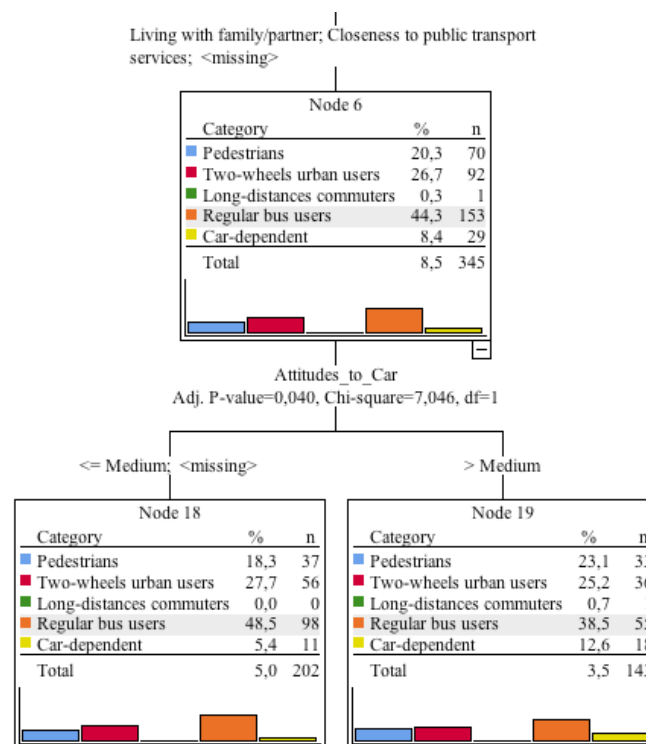 Living with family/partner; Closeness to public transport
services; <missing>
Node 6
Category % n
Pedestrians 20,3 70
Two-wheels urban users 26,7 92
Long-distances commuters 0,3 1
Regular bus users 44,3 153
Car-dependent 8,4 29
Total 8,5 345
Attitudes_to_Car
Adj. P-value=0,040, Chi-square=7,046, df=1
<= Medium; <missing>
> Medium
Node 18
Category % n
Pedestrians 18,3 37
Two-wheels urban users 27,7 56
Long-distances commuters 0,0 0
Regular bus users 48,5 98
Car-dependent 5,4 11
Total 5,0 202
Node 19
Category %
Pedestrians 23,1
Two-wheels urban users 25,2
Long-distances commuters 0,7
Regular bus users 38,5
Car-dependent 12,6
Total 3,5